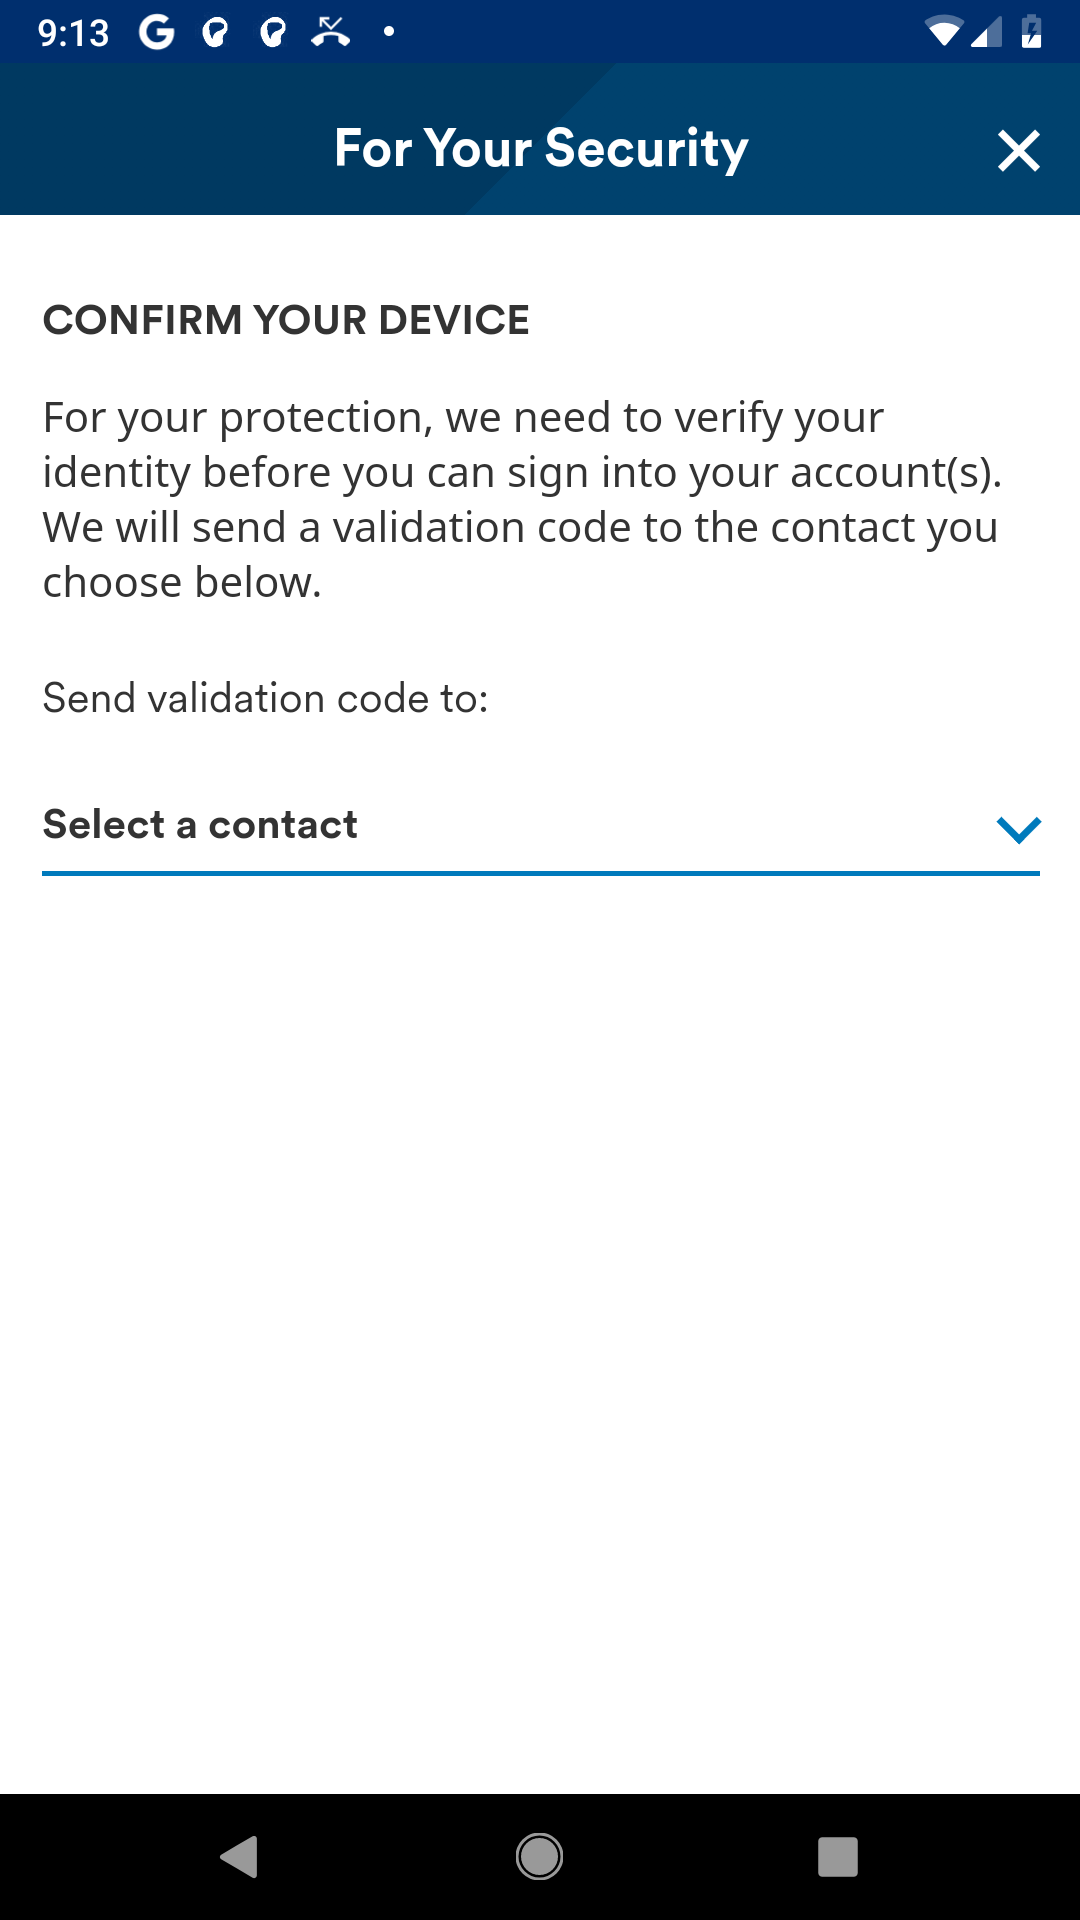 9:13
For Your Security
CONFIRM YOUR DEVICE
For your protection, we need to verify your
identity before you can sign into your account(s).
We will send a validation code to the contact you
choose below.
Send validation code to:
Select a contact